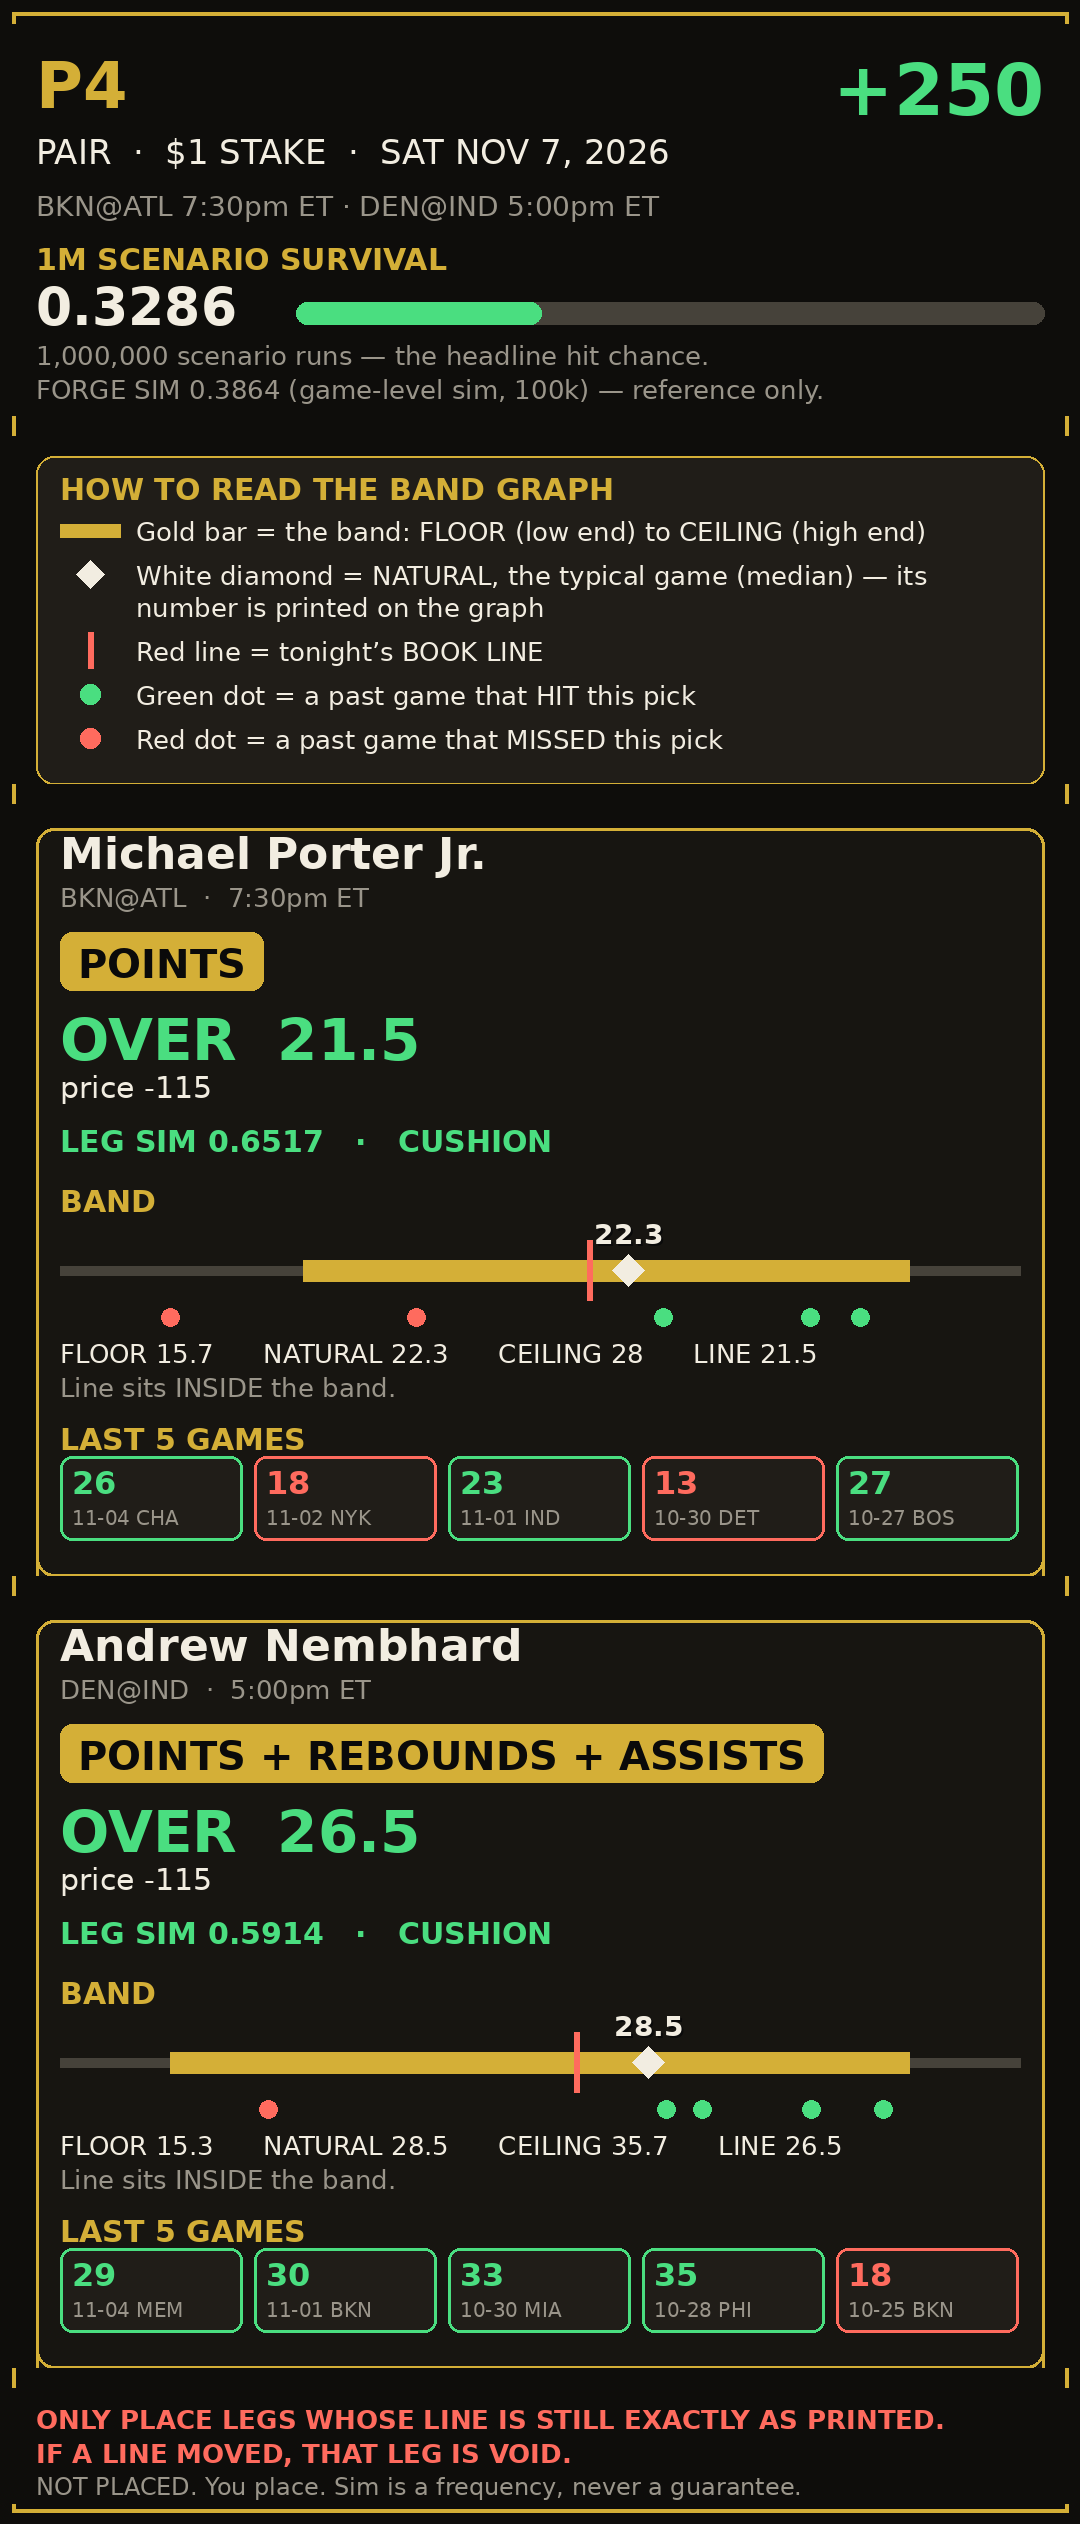 P4 +250
PAIR · $1 STAKE · SAT NOV 7, 2026
BKN@ATL 7:30pm ET · DEN@IND 5:00pm ET
1M SCENARIO SURVIVAL
0.3286
1,000,000 scenario runs — the headline hit chance.
FORGE SIM 0.3864 (game-level sim, 100k) — reference only.
HOW TO READ THE BAND GRAPH
Gold bar = the band: FLOOR (low end) to CEILING (high end)
White diamond = NATURAL, the typical game (median) — its
number is printed on the graph
Red line = tonight’s BOOK LINE
Green dot = a past game that HIT this pick
Red dot = a past game that MISSED this pick
Michael Porter Jr.
BKN@ATL · 7:30pm ET
POINTS
OVER 21.5
price -115
LEG SIM 0.6517 · CUSHION
BAND
22.3
FLOOR 15.7 NATURAL 22.3 CEILING 28 LINE 21.5
Line sits INSIDE the band.
LAST 5 GAMES
26 18 23 13 27
11-04 CHA 11-02 NYK 11-01 IND 10-30 DET 10-27 BOS
Andrew Nembhard
DEN@IND · 5:00pm ET
POINTS + REBOUNDS + ASSISTS
OVER 26.5
price -115
LEG SIM 0.5914 · CUSHION
BAND
28.5
FLOOR 15.3 NATURAL 28.5 CEILING 35.7 LINE 26.5
Line sits INSIDE the band.
LAST 5 GAMES
29 30 33 35 18
11-04 MEM 11-01 BKN 10-30 MIA 10-28 PHI 10-25 BKN
ONLY PLACE LEGS WHOSE LINE IS STILL EXACTLY AS PRINTED.
IF A LINE MOVED, THAT LEG IS VOID.
NOT PLACED. You place. Sim is a frequency, never a guarantee.